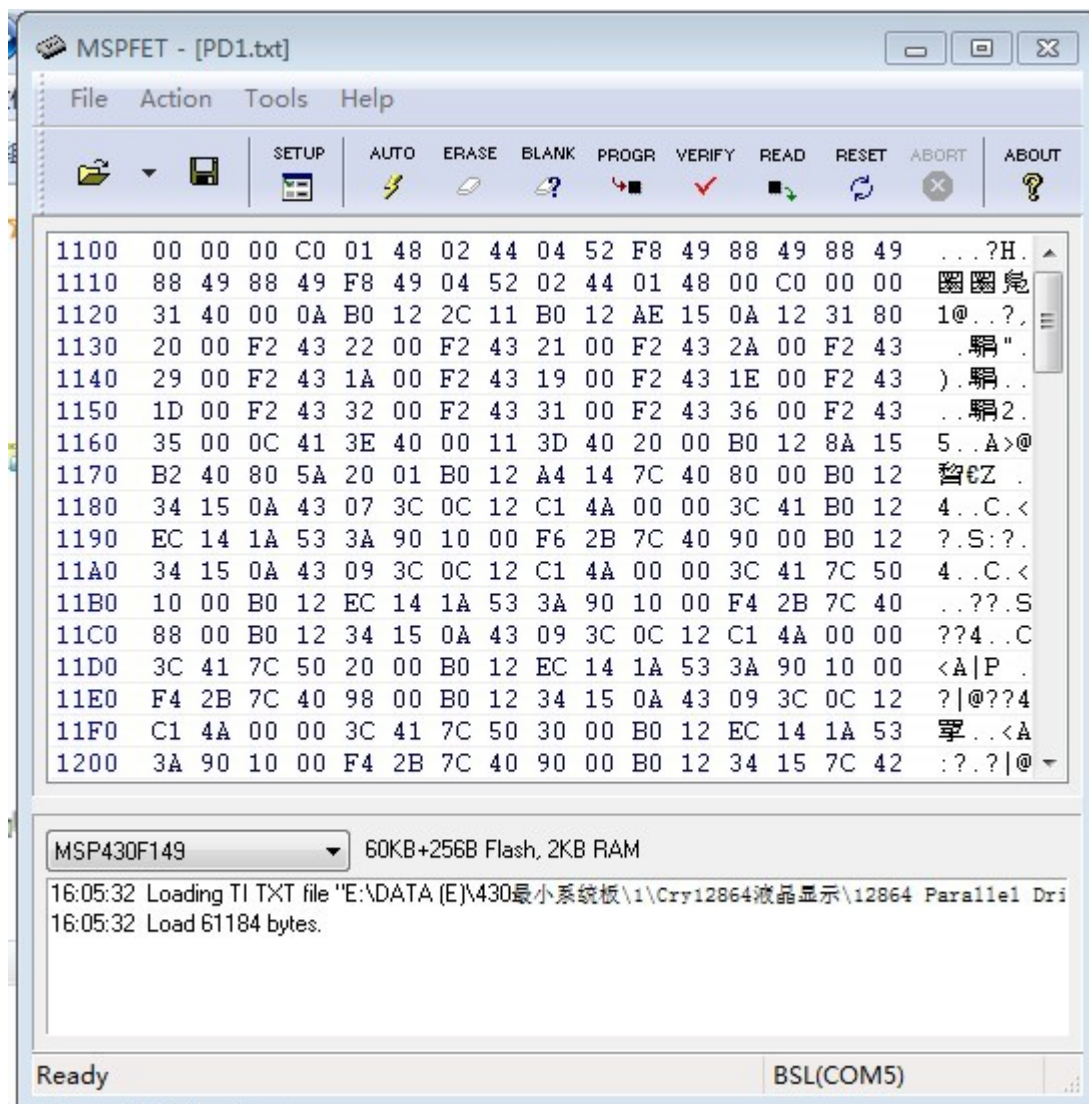 MSPFET - [PD1.txt]
File Action Tools Help
SETUP AUTO ERASE BLANK PROGR VERIFY READ RESET ABORT ABOUT
1100 00 00 00 C0 01 48 02 44 04 52 F8 49 88 49 88 49 ...?H.
1110 88 49 88 49 F8 49 04 52 02 44 01 48 00 C0 00 00
1120 31 40 00 0A B0 12 2C 11 B0 12 AE 15 0A 12 31 80 1@..?,
1130 20 00 F2 43 22 00 F2 43 21 00 F2 43 2A 00 F2 43 .騆".
1140 29 00 F2 43 1A 00 F2 43 19 00 F2 43 1E 00 F2 43 ).騆..
1150 1D 00 F2 43 32 00 F2 43 31 00 F2 43 36 00 F2 43 ..騆2.
1160 35 00 0C 41 3E 40 00 11 3D 40 20 00 B0 12 8A 15 5..A>@
1170 B2 40 80 5A 20 01 B0 12 A4 14 7C 40 80 00 B0 12 €Z .
1180 34 15 0A 43 07 3C 0C 12 C1 4A 00 00 3C 41 B0 12 4..C.<
1190 EC 14 1A 53 3A 90 10 00 F6 2B 7C 40 90 00 B0 12 ?.S:?.
11A0 34 15 0A 43 09 3C 0C 12 C1 4A 00 00 3C 41 7C 50 4..C.<
11B0 10 00 B0 12 EC 14 1A 53 3A 90 10 00 F4 2B 7C 40 ..??.S
11C0 88 00 B0 12 34 15 0A 43 09 3C 0C 12 C1 4A 00 00 ??4..C
11D0 3C 41 7C 50 20 00 B0 12 EC 14 1A 53 3A 90 10 00 <A|P .
11E0 F4 2B 7C 40 98 00 B0 12 34 15 0A 43 09 3C 0C 12 ?|@??4
11F0 C1 4A 00 00 3C 41 7C 50 30 00 B0 12 EC 14 1A 53 罦..<A
1200 3A 90 10 00 F4 2B 7C 40 90 00 B0 12 34 15 7C 42 :?.?|@
MSP430F149 60KB+256B Flash, 2KB RAM
16:05:32 Loading TI TXT file "E:\DATA (E)\430最小系统板\1\Cry12864液晶显示\12864 Parallel Dri
16:05:32 Load 61184 bytes.
Ready BSL(COM5)